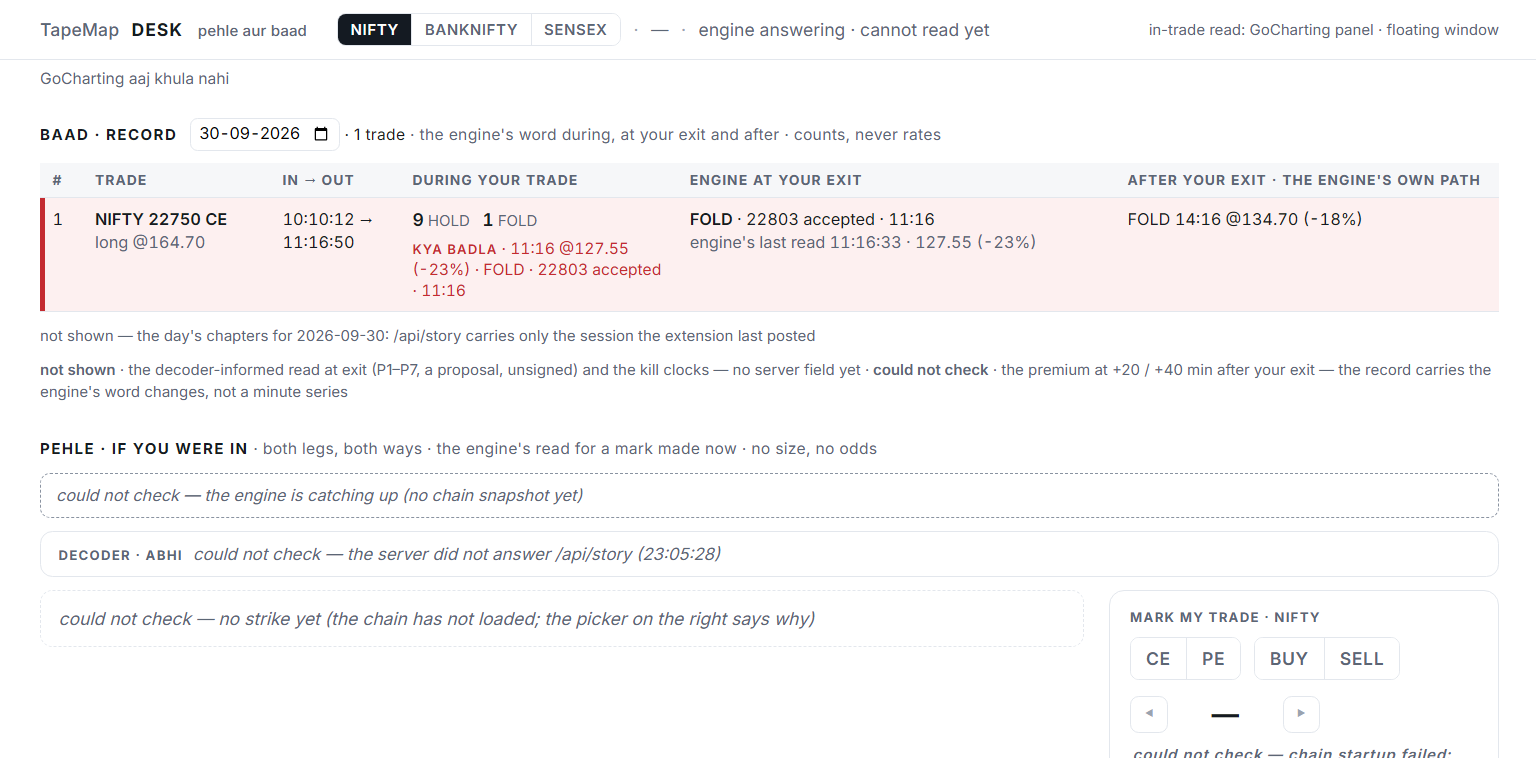 TapeMap DESK pehle aur baad NIFTY BANKNIFTY SENSEX · — · engine answering · cannot read yet in-trade read: GoCharting panel · floating window
GoCharting aaj khula nahi
BAAD · RECORD 30-09-2026 · 1 trade · the engine's word during, at your exit and after · counts, never rates
# TRADE IN → OUT DURING YOUR TRADE ENGINE AT YOUR EXIT AFTER YOUR EXIT · THE ENGINE'S OWN PATH
1 NIFTY 22750 CE 10:10:12 → 9 HOLD 1 FOLD FOLD · 22803 accepted · 11:16 FOLD 14:16 @134.70 (-18%)
long @164.70 11:16:50 engine's last read 11:16:33 · 127.55 (-23%)
KYA BADLA · 11:16 @127.55
(-23%) · FOLD · 22803 accepted
· 11:16
not shown — the day's chapters for 2026-09-30: /api/story carries only the session the extension last posted
not shown · the decoder-informed read at exit (P1–P7, a proposal, unsigned) and the kill clocks — no server field yet · could not check · the premium at +20 / +40 min after your exit — the record carries the
engine's word changes, not a minute series
PEHLE · IF YOU WERE IN · both legs, both ways · the engine's read for a mark made now · no size, no odds
could not check — the engine is catching up (no chain snapshot yet)
DECODER · ABHI could not check — the server did not answer /api/story (23:05:28)
could not check — no strike yet (the chain has not loaded; the picker on the right says why)
MARK MY TRADE · NIFTY
CE PE BUY SELL
◂ — ▸
could not check — chain startup failed: